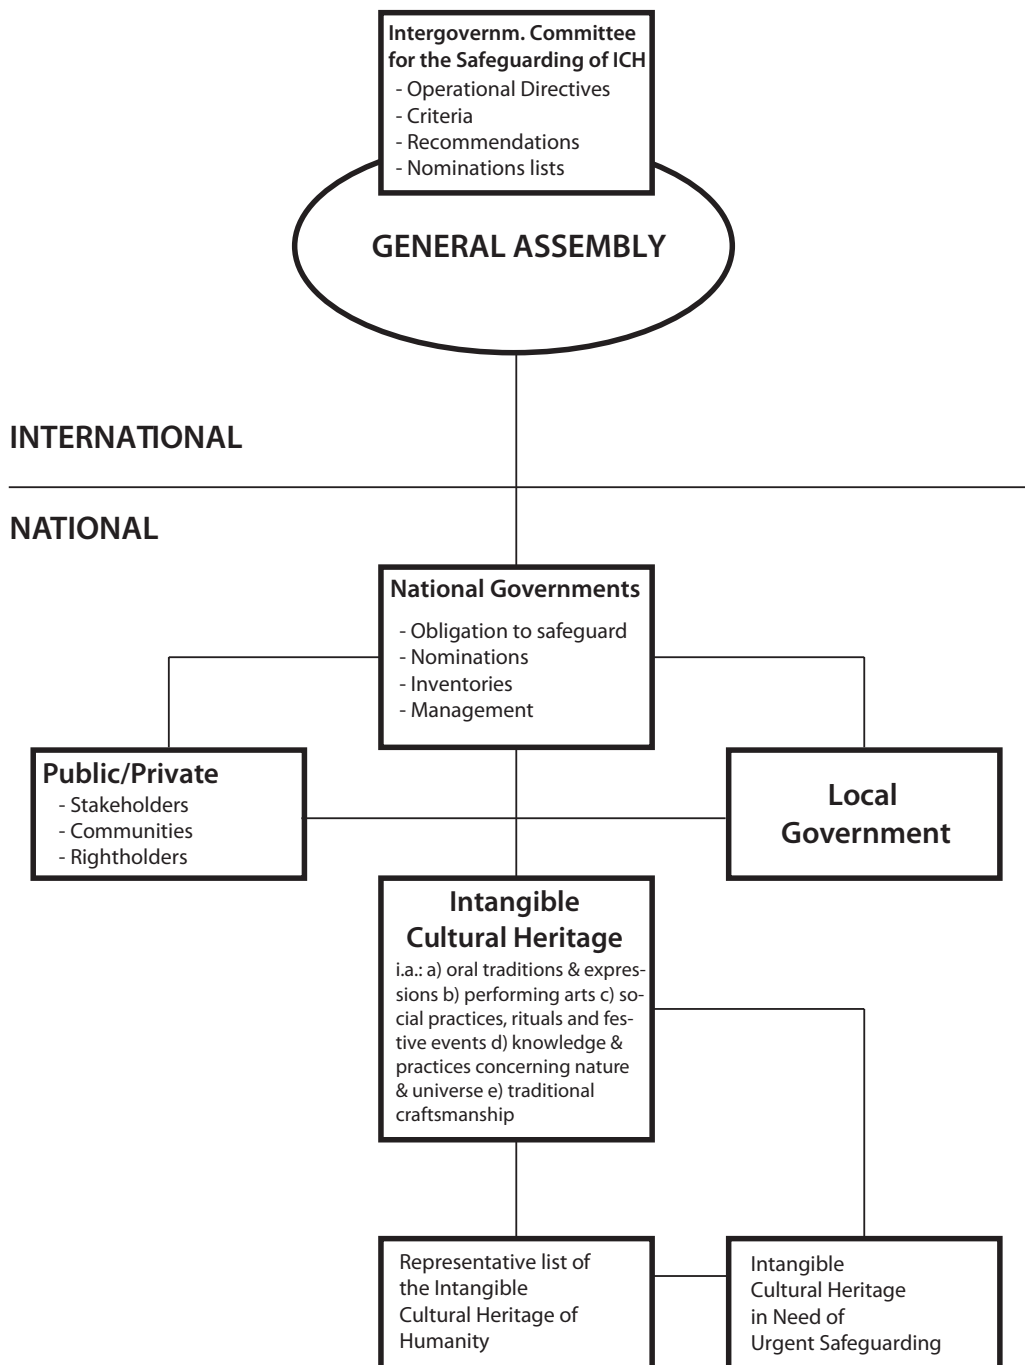 Intergovernm. Committee
for the Safeguarding of ICH
- Operational Directives
- Criteria
- Recommendations
- Nominations lists
GENERAL ASSEMBLY
INTERNATIONAL
NATIONAL
National Governments
- Obligation to safeguard
- Nominations
- Inventories
- Management
Public/Private
- Stakeholders
- Communities
- Rightholders
Local
Government
Intangible
Cultural Heritage
i.a.: a) oral traditions & expres-
sions b) performing arts c) so-
cial practices, rituals and fes-
tive events d) knowledge &
practices concerning nature
& universe e) traditional
craftsmanship
Representative list of
the Intangible
Cultural Heritage of
Humanity
Intangible
Cultural Heritage
in Need of
Urgent Safeguarding